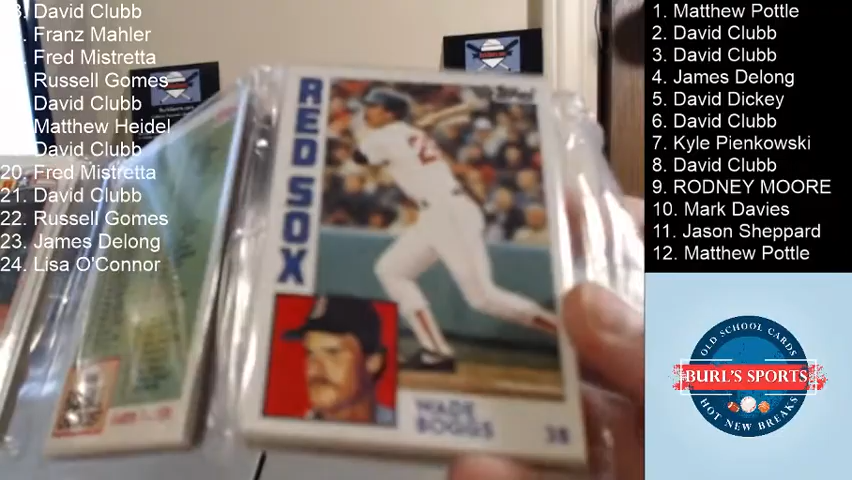 David Clubb
Franz Mahler
Fred Mistretta
Russell Gomes
David Clubb
Matthew Heidel
David Clubb
20. Fred Mistretta
21. David Clubb
22. Russell Gomes
23. James Delong
24. Lisa O'Connor
RED SOX
Topps
WADE
BOGGS
1. Matthew Pottle
2. David Clubb
3. David Clubb
4. James Delong
5. David Dickey
6. David Clubb
7. Kyle Pienkowski
8. David Clubb
9. RODNEY MOORE
10. Mark Davies
11. Jason Sheppard
12. Matthew Pottle
OLD SCHOOL CARDS
BURL'S SPORTS
HOT NEW BREAKS